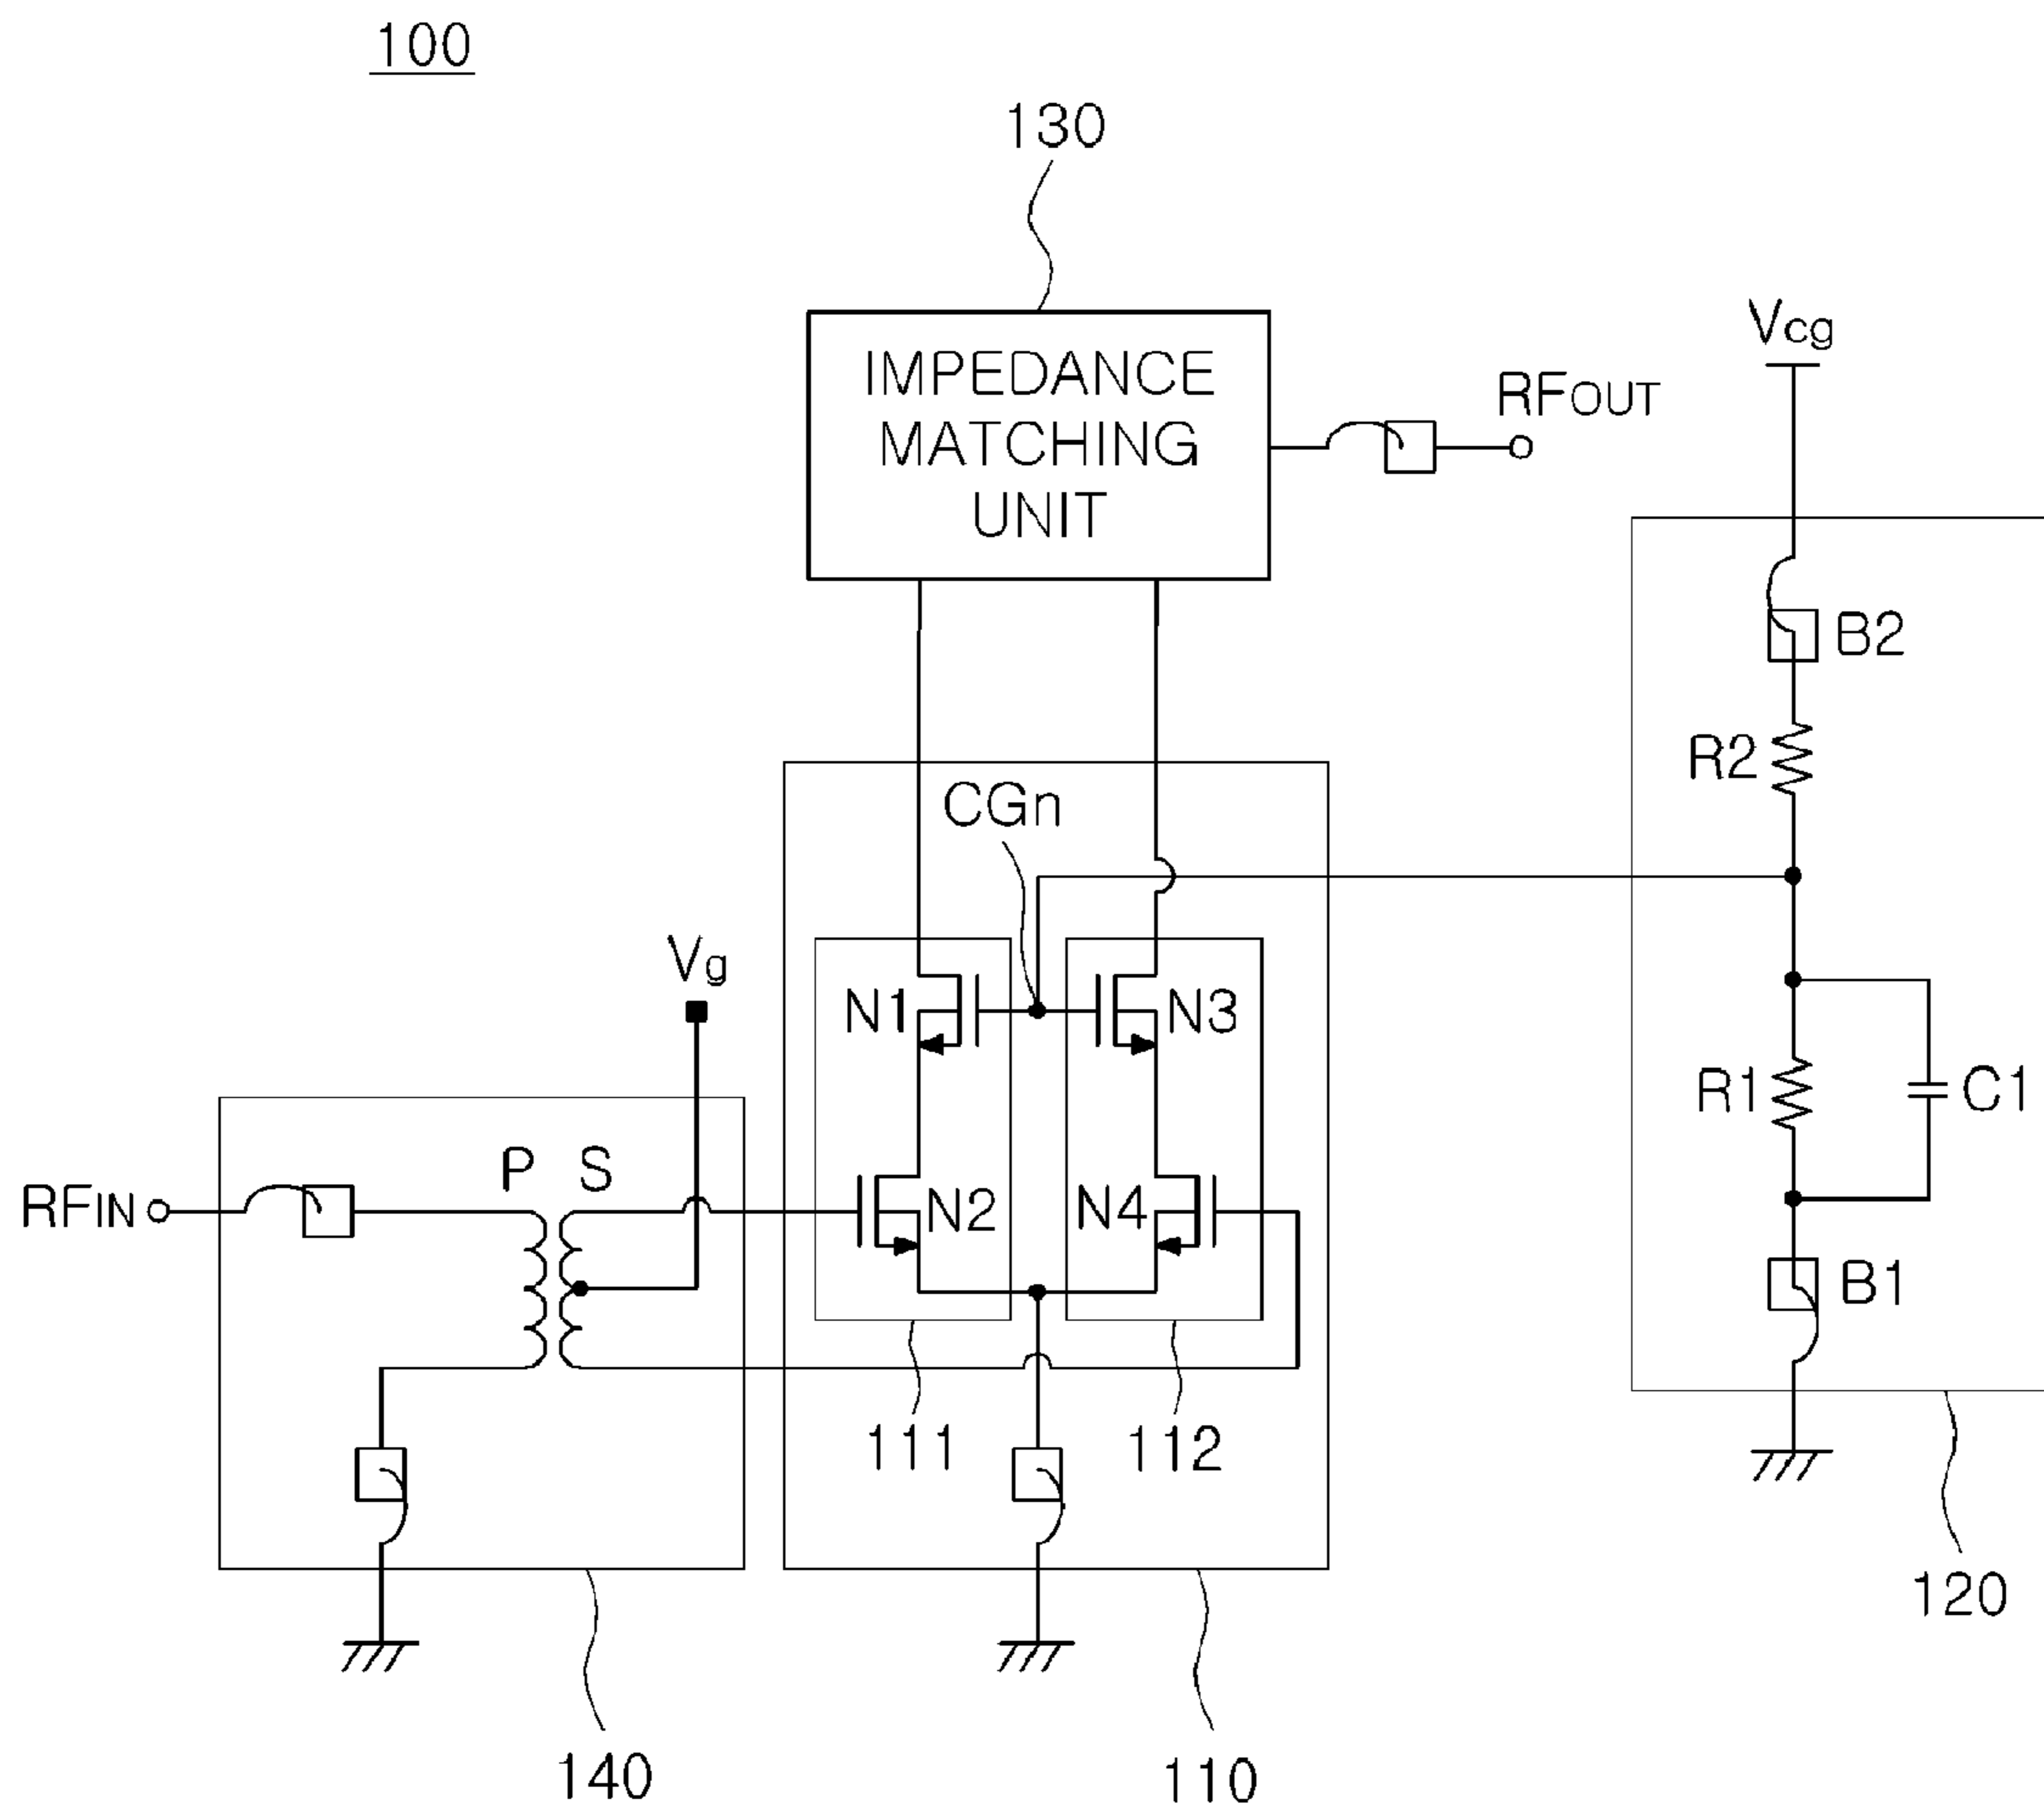 100
130
IMPEDANCE
MATCHING
UNIT
Vcg
RFOUT
B2
R2
CGn
Vg
N1
N3
R1
C1
P
S
RFIN
N2
N4
B1
111
112
120
140
110